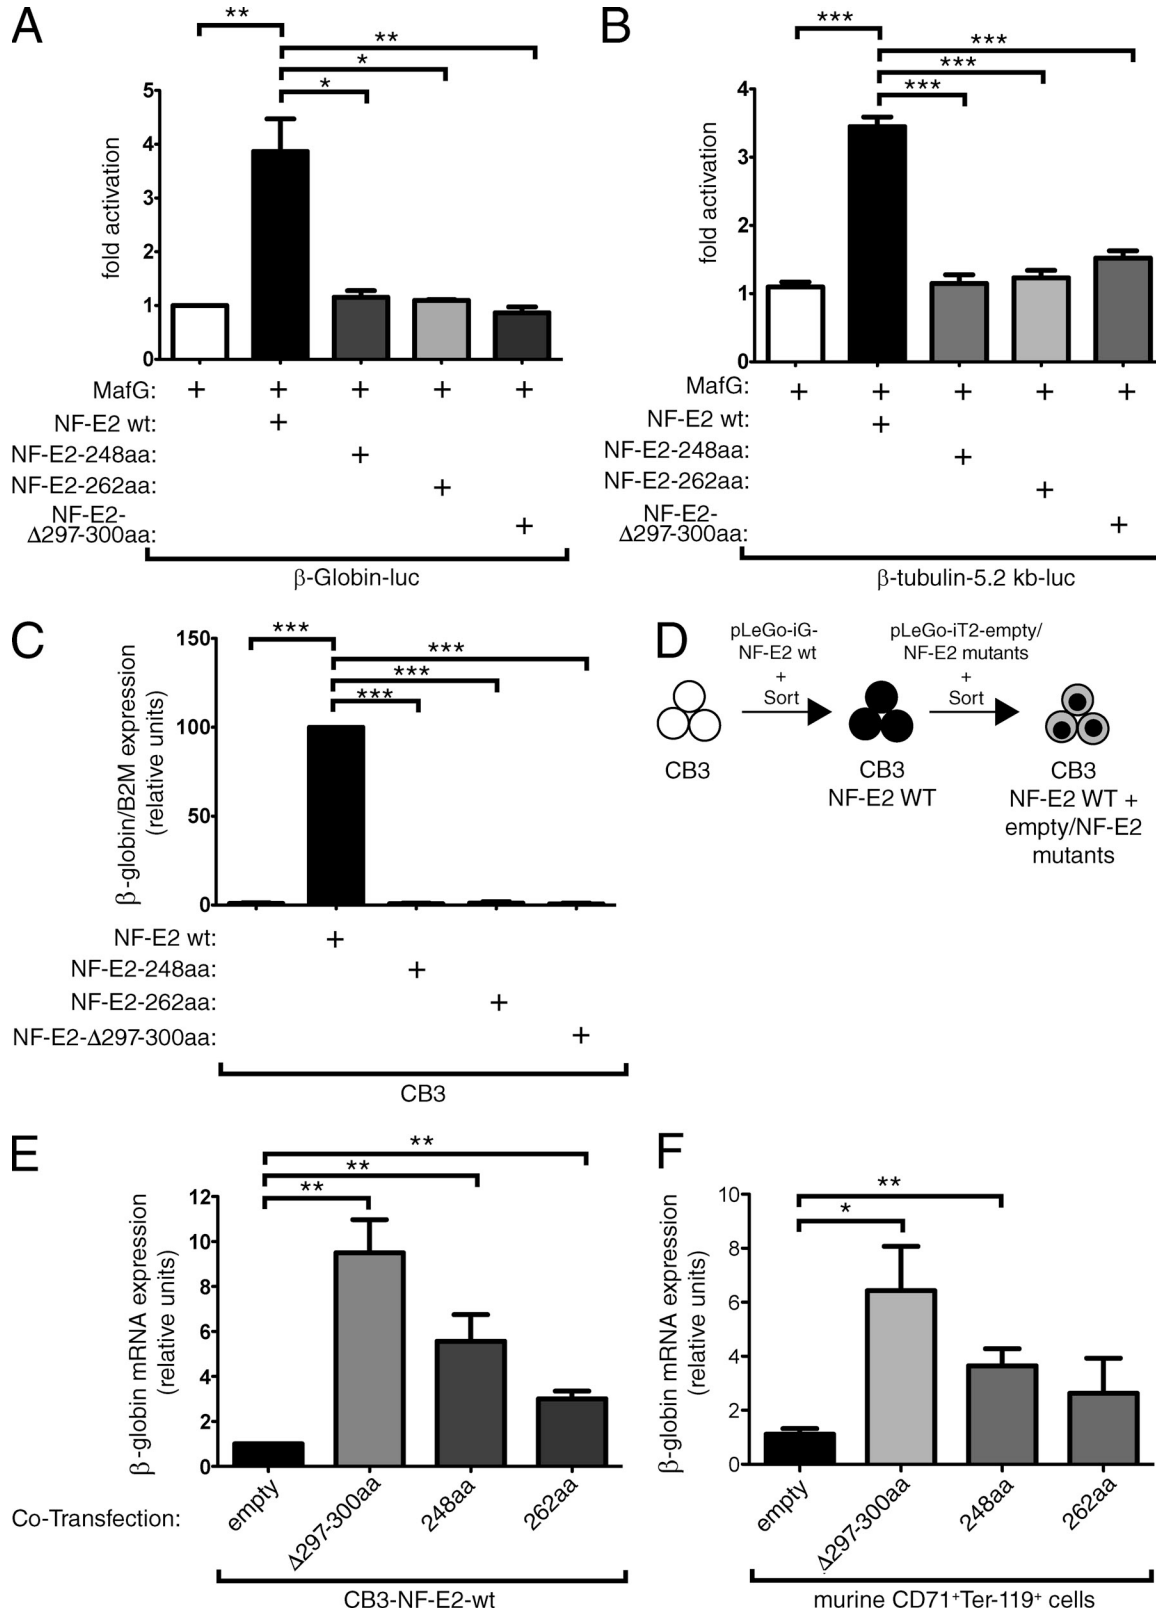 A
**
**
*
*
fold activation
5
4
3
2
1
0
MafG: + + + + +
NF-E2 wt: +
NF-E2-248aa: +
NF-E2-262aa: +
NF-E2-
Δ297-300aa: +
β-Globin-luc
B
***
***
***
***
fold activation
4
3
2
1
0
MafG: + + + + +
NF-E2 wt: +
NF-E2-248aa: +
NF-E2-262aa: +
NF-E2-
Δ297-300aa: +
β-tubulin-5.2 kb-luc
C
***
***
***
***
β-globin/B2M expression
(relative units)
150
100
50
0
NF-E2 wt: +
NF-E2-248aa: +
NF-E2-262aa: +
NF-E2-Δ297-300aa: +
CB3
D
pLeGo-iG-
NF-E2 wt
+
Sort
pLeGo-iT2-empty/
NF-E2 mutants
+
Sort
CB3
CB3
NF-E2 WT
CB3
NF-E2 WT +
empty/NF-E2
mutants
E
**
**
**
β-globin mRNA expression
(relative units)
12
10
8
6
4
2
0
Co-Transfection:
empty
Δ297-300aa
248aa
262aa
CB3-NF-E2-wt
F
**
*
β-globin mRNA expression
(relative units)
10
8
6
4
2
0
empty
Δ297-300aa
248aa
262aa
murine CD71⁺Ter-119⁺ cells